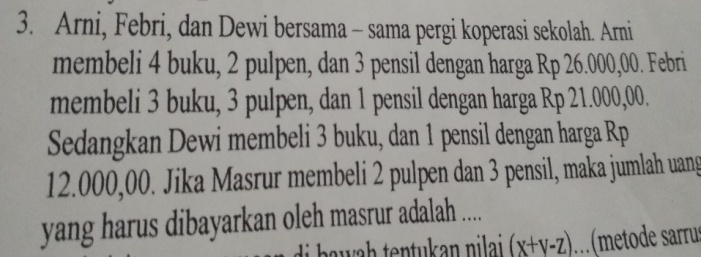 3. Arni, Febri, dan Dewi bersama – sama pergi koperasi sekolah. Arni
membeli 4 buku, 2 pulpen, dan 3 pensil dengan harga Rp 26.000,00. Febri
membeli 3 buku, 3 pulpen, dan 1 pensil dengan harga Rp 21.000,00.
Sedangkan Dewi membeli 3 buku, dan 1 pensil dengan harga Rp
12.000,00. Jika Masrur membeli 2 pulpen dan 3 pensil, maka jumlah uang
yang harus dibayarkan oleh masrur adalah ....
di bawah tentukan nilai (x+y-z)...(metode sarrus